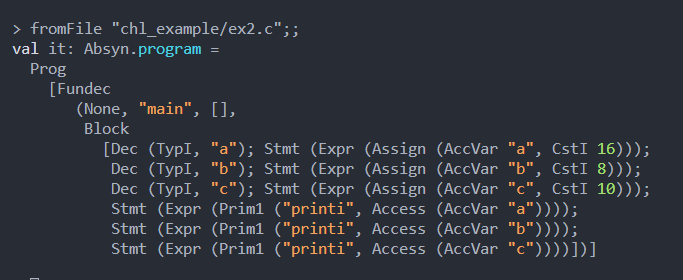 > fromFile "chl_example/ex2.c";;
val it: Absyn.program =
  Prog
    [Fundec
       (None, "main", [],
        Block
          [Dec (TypI, "a"); Stmt (Expr (Assign (AccVar "a", CstI 16)));
           Dec (TypI, "b"); Stmt (Expr (Assign (AccVar "b", CstI 8)));
           Dec (TypI, "c"); Stmt (Expr (Assign (AccVar "c", CstI 10)));
           Stmt (Expr (Prim1 ("printi", Access (AccVar "a"))));
           Stmt (Expr (Prim1 ("printi", Access (AccVar "b"))));
           Stmt (Expr (Prim1 ("printi", Access (AccVar "c"))))])]